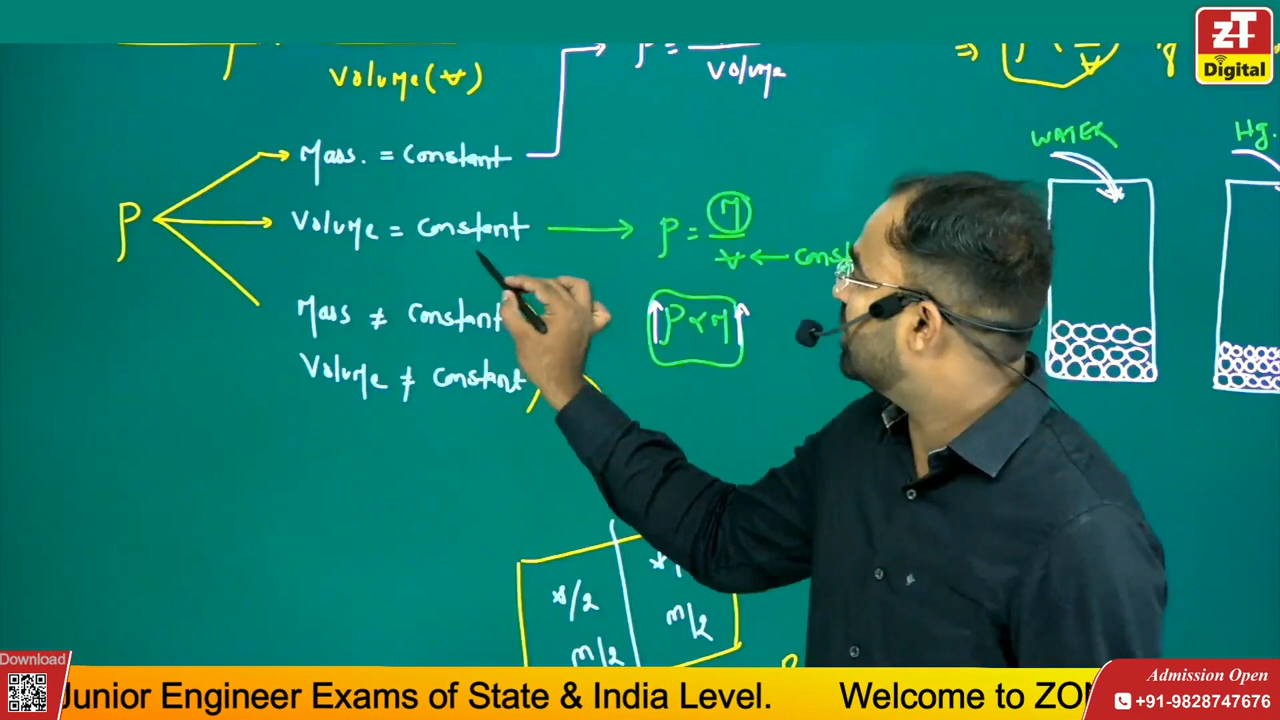 ZT
Digital
Volume (V)
ρ =
Volume
⇒
WATER
Hg.
Mass. = Constant
ρ
Volume = Constant
ρ = M
V ← const
Mass ≠ Constant
ρ ∝ M
Volume ≠ Constant
V/2
m/2
m/2
Download
Junior Engineer Exams of State & India Level.
Welcome to ZO
Admission Open
+91-9828747676